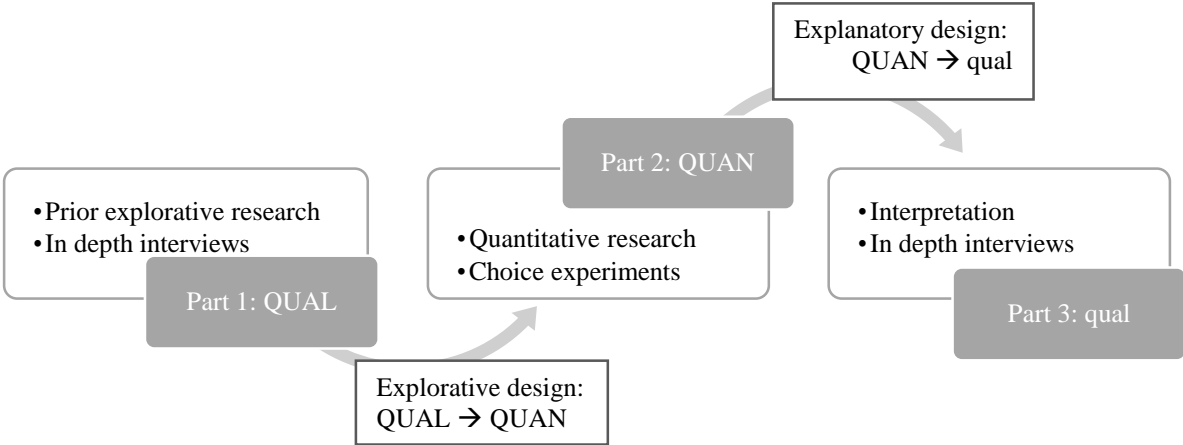 •Prior explorative research
•In depth interviews
Part 1: QUAL
Explorative design:
QUAL → QUAN
Part 2: QUAN
•Quantitative research
•Choice experiments
Explanatory design:
QUAN → qual
•Interpretation
•In depth interviews
Part 3: qual